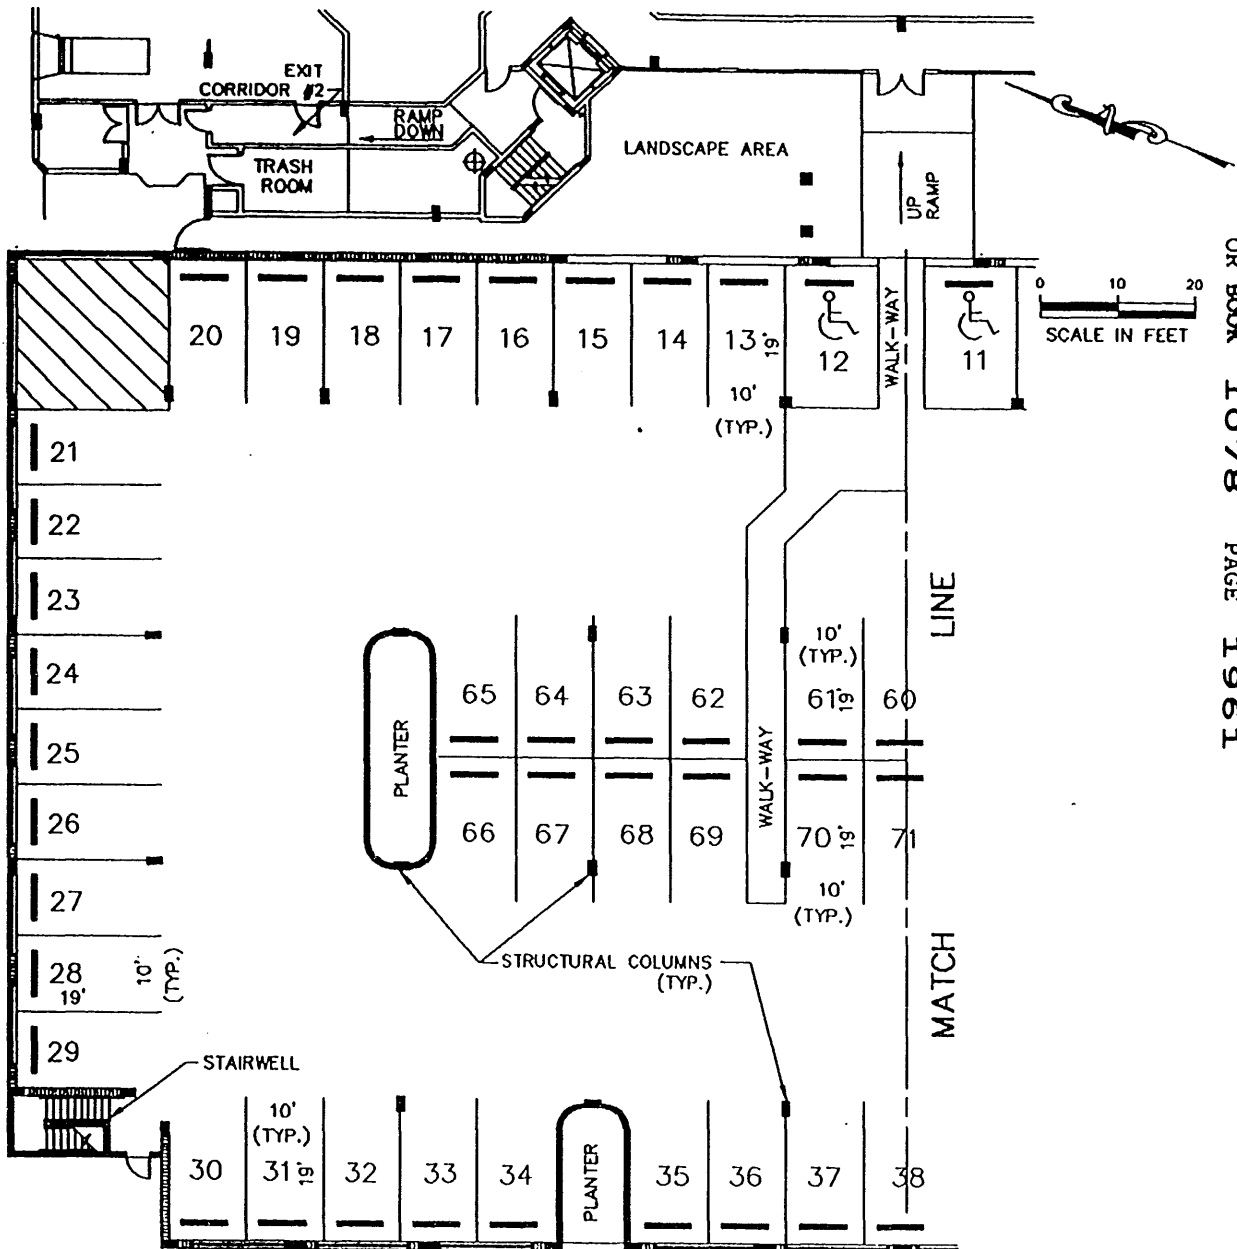 EXIT
CORRIDOR #2
RAMP
DOWN
TRASH
ROOM
LANDSCAPE AREA
UP
RAMP
0 10 20
SCALE IN FEET
OR BOOK 1078 PAGE 1961
20 19 18 17 16 15 14 13 19' 12 WALK-WAY 11
10'
(TYP.)
21
22
23
24
25
26
27
28
19'
10'
(TYP.)
29
LINE
10'
(TYP.)
65 64 63 62 61 19' 60
PLANTER
WALK-WAY
66 67 68 69 70 19' 71
10'
(TYP.)
STRUCTURAL COLUMNS
(TYP.)
MATCH
STAIRWELL
10'
(TYP.)
30 31 19' 32 33 34 PLANTER 35 36 37 38